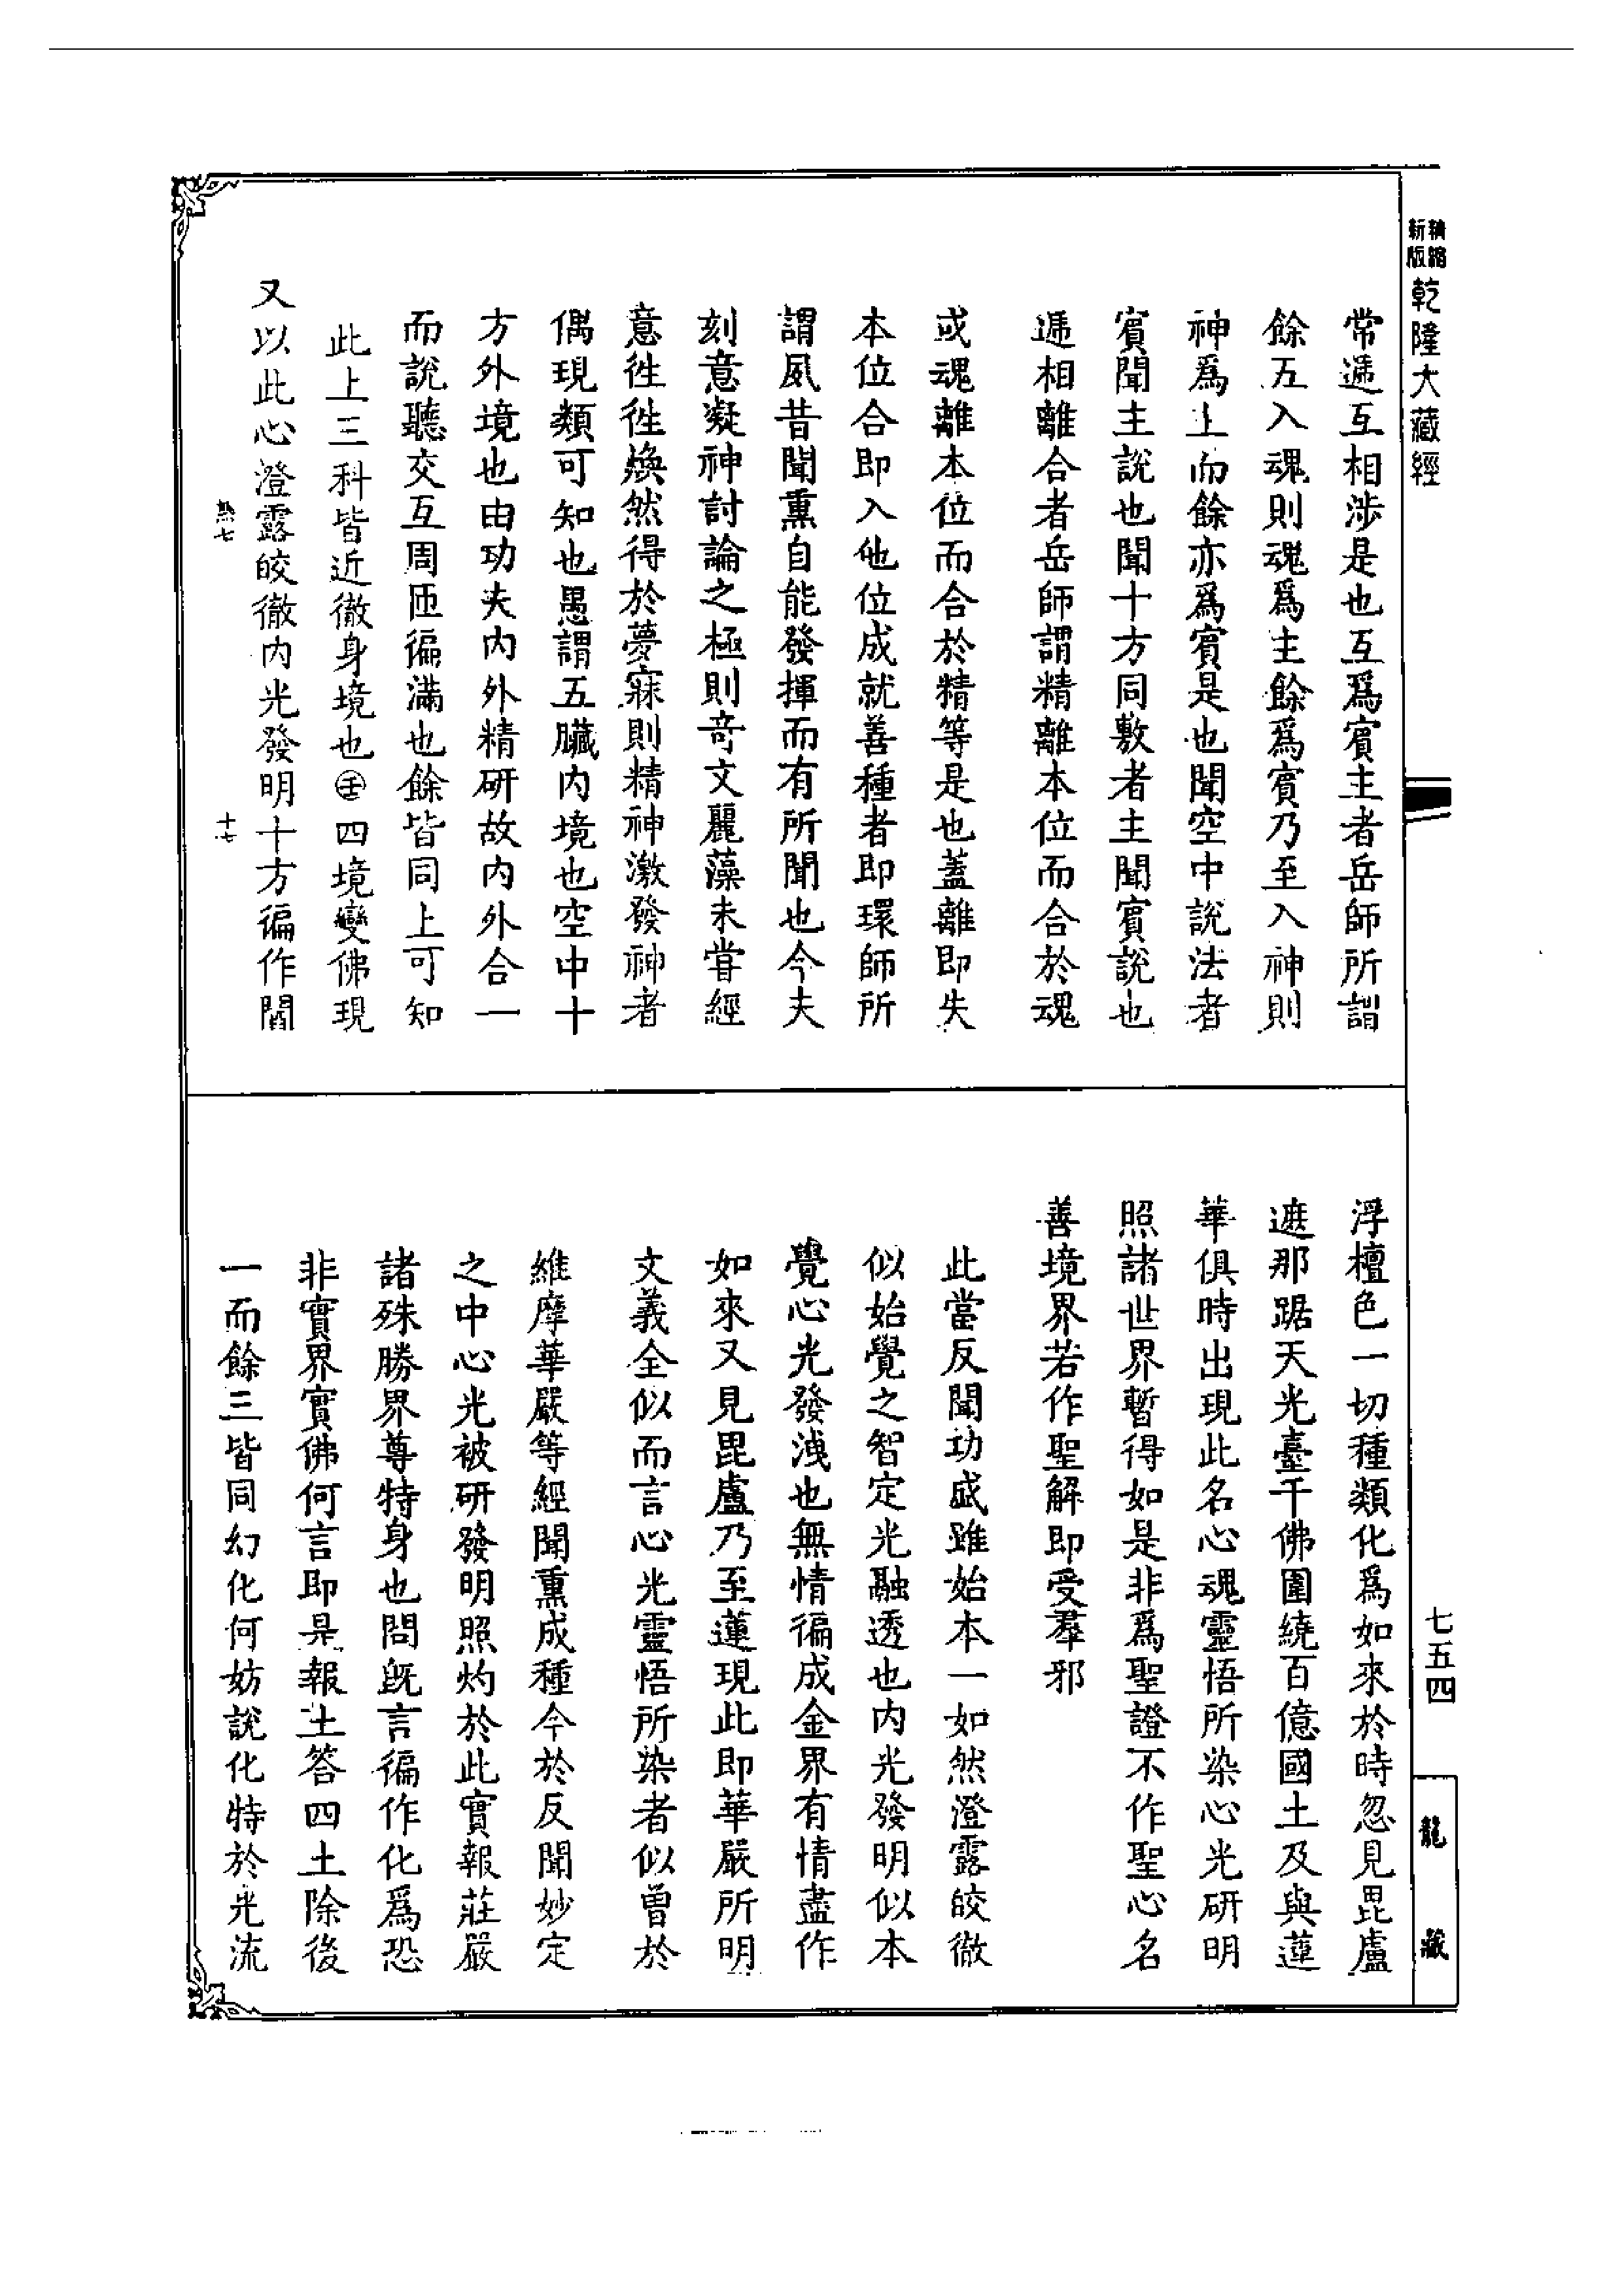 精縮新版乾隆大藏經
常遞互相涉是也互爲賓主者岳師所謂
餘五入魂則魂爲主餘爲賓乃至入神則
神爲主而餘亦爲賓是也聞空中說法者
賓聞主說也聞十方同敷者主聞賓說也
遞相離合者岳師謂精離本位而合於魂
或魂離本位而合於精等是也蓋離即失
本位合即入他位成就善種者即環師所
謂夙昔聞熏自能發揮而有所聞也今夫
刻意凝神討論之極則奇文麗藻未甞經
意徃徃煥然得於夢寐則精神激發神者
偶現類可知也愚謂五臟內境也空中十
方外境也由功夫內外精研故內外合一
而說聽交互周匝徧滿也餘皆同上可知
此上三科皆近徹身境也㊄四境變佛現
又以此心澄露皎徹內光發明十方徧作閻
熱七
十七
浮檀色一切種類化爲如來於時忽見毘盧
遮那踞天光臺千佛圍繞百億國土及與蓮
華俱時出現此名心魂靈悟所染心光研明
照諸世界暫得如是非爲聖證不作聖心名
善境界若作聖解即受羣邪
此當反聞功盛雖始本一如然澄露皎徹
似始覺之智定光融透也內光發明似本
覺心光發洩也無情徧成金界有情盡作
如來又見毘盧乃至蓮現此即華嚴所明
文義全似而言心光靈悟所染者似曾於
維摩華嚴等經聞熏成種今於反聞妙定
之中心光被研發明照灼於此實報莊嚴
諸殊勝界尊特身也問旣言徧作化爲恐
非實界實佛何言即是報土答四土除後
一而餘三皆同幻化何妨說化特於光流
七五四
龍藏